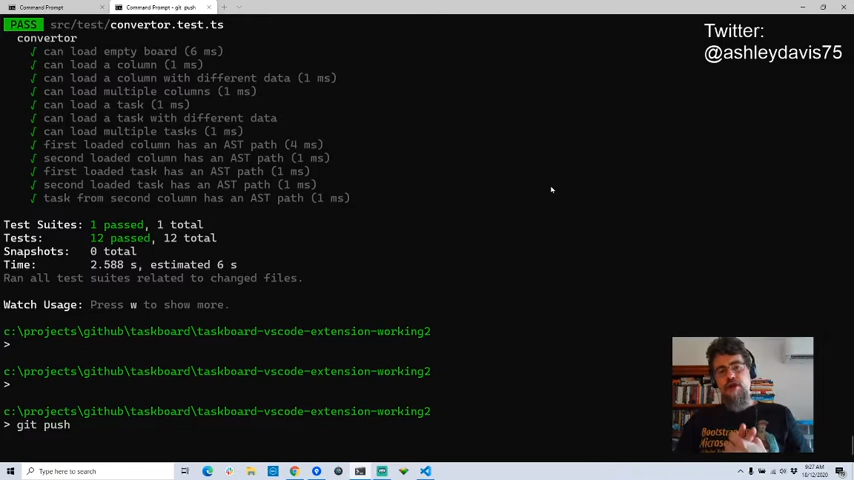 Command Prompt
Command Prompt - git push
PASS src/test/convertor.test.ts
convertor
√ can load empty board (6 ms)
√ can load a column (1 ms)
√ can load a column with different data (1 ms)
√ can load multiple columns (1 ms)
√ can load a task (1 ms)
√ can load a task with different data
√ can load multiple tasks (1 ms)
√ first loaded column has an AST path (4 ms)
√ second loaded column has an AST path (1 ms)
√ first loaded task has an AST path (1 ms)
√ second loaded task has an AST path (1 ms)
√ task from second column has an AST path (1 ms)
Test Suites: 1 passed, 1 total
Tests: 12 passed, 12 total
Snapshots: 0 total
Time: 2.588 s, estimated 6 s
Ran all test suites related to changed files.
Watch Usage: Press w to show more.
c:\projects\github\taskboard\taskboard-vscode-extension-working2
>
c:\projects\github\taskboard\taskboard-vscode-extension-working2
>
c:\projects\github\taskboard\taskboard-vscode-extension-working2
> git push
Twitter:
@ashleydavis75
Bootstrap
Type here to search
9:27 AM
18/12/2020